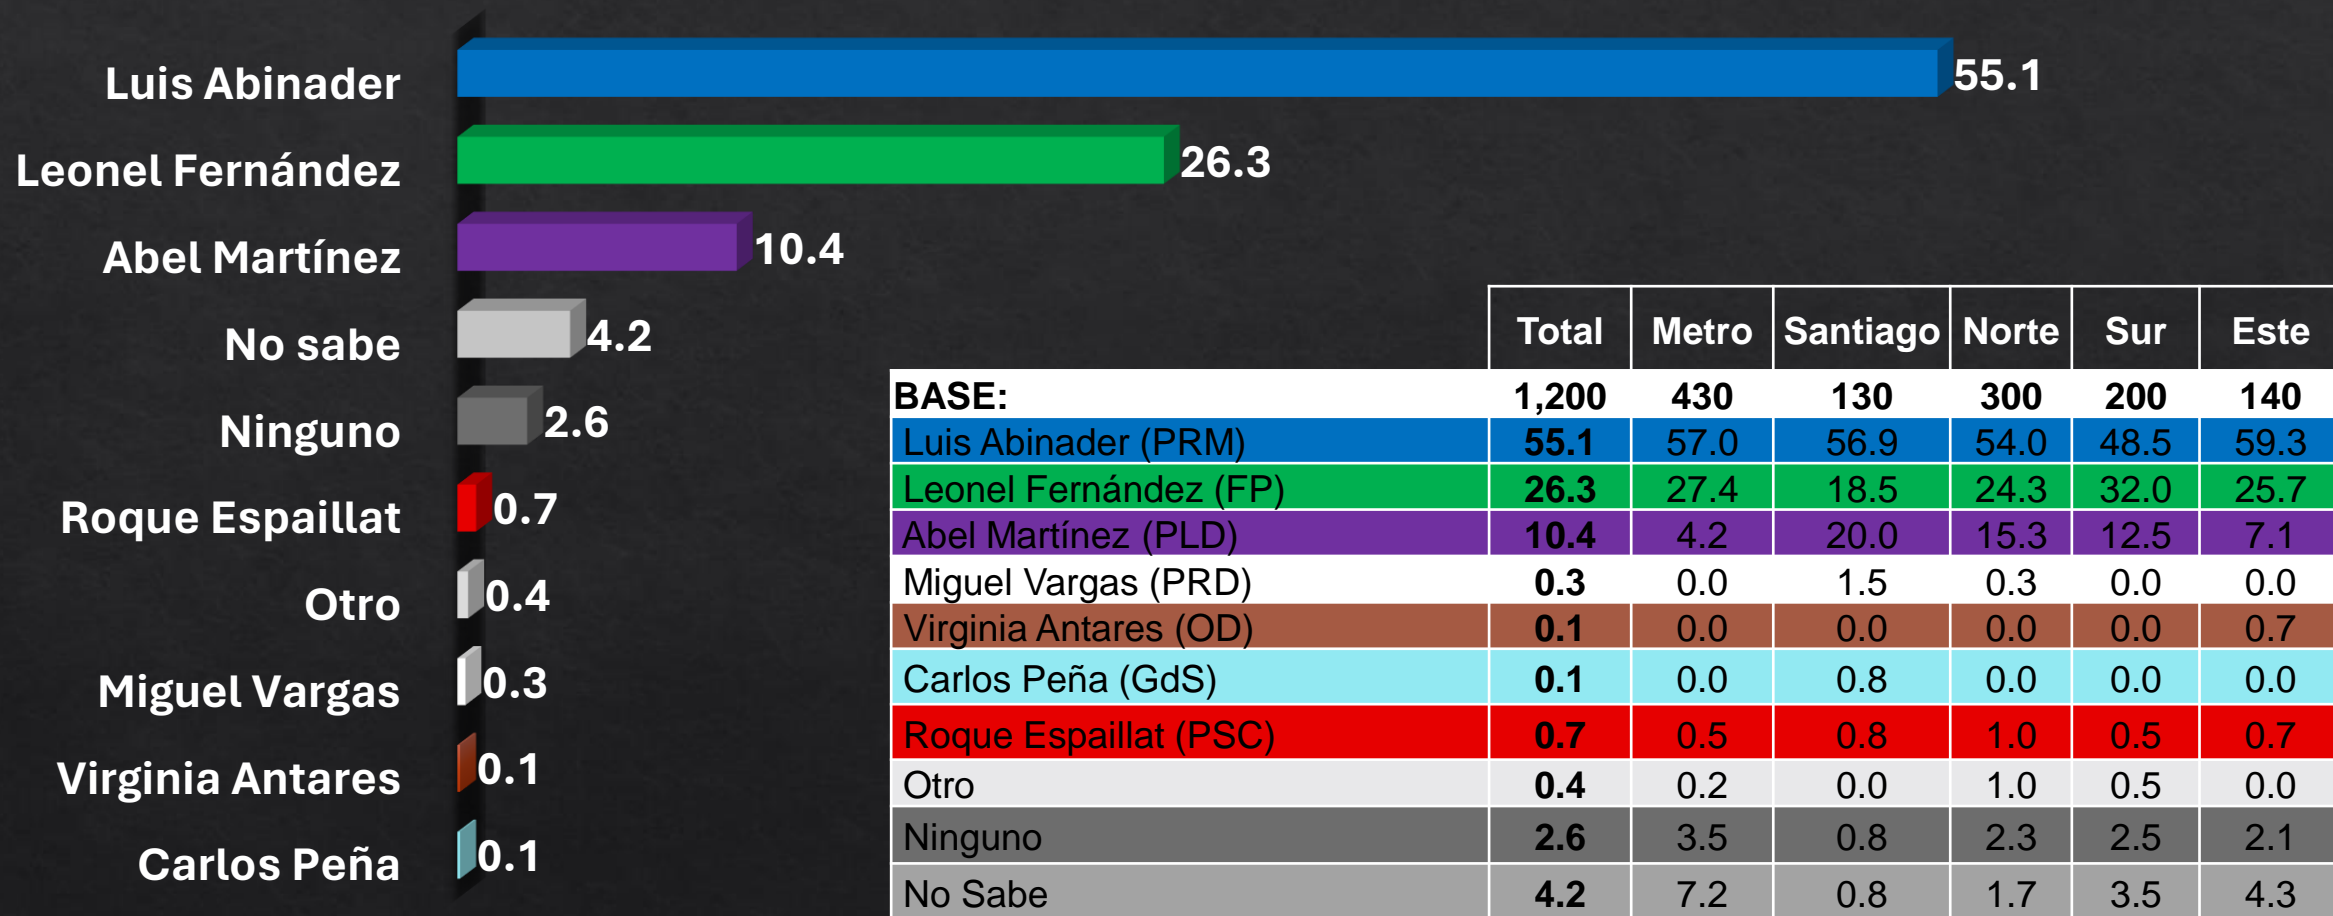 Luis Abinader 55.1
Leonel Fernández 26.3
Abel Martínez 10.4
No sabe 4.2
Ninguno 2.6
Roque Espaillat 0.7
Otro 0.4
Miguel Vargas 0.3
Virginia Antares 0.1
Carlos Peña 0.1
Total Metro Santiago Norte Sur Este
BASE: 1,200 430 130 300 200 140
Luis Abinader (PRM) 55.1 57.0 56.9 54.0 48.5 59.3
Leonel Fernández (FP) 26.3 27.4 18.5 24.3 32.0 25.7
Abel Martínez (PLD) 10.4 4.2 20.0 15.3 12.5 7.1
Miguel Vargas (PRD) 0.3 0.0 1.5 0.3 0.0 0.0
Virginia Antares (OD) 0.1 0.0 0.0 0.0 0.0 0.7
Carlos Peña (GdS) 0.1 0.0 0.8 0.0 0.0 0.0
Roque Espaillat (PSC) 0.7 0.5 0.8 1.0 0.5 0.7
Otro 0.4 0.2 0.0 1.0 0.5 0.0
Ninguno 2.6 3.5 0.8 2.3 2.5 2.1
No Sabe 4.2 7.2 0.8 1.7 3.5 4.3